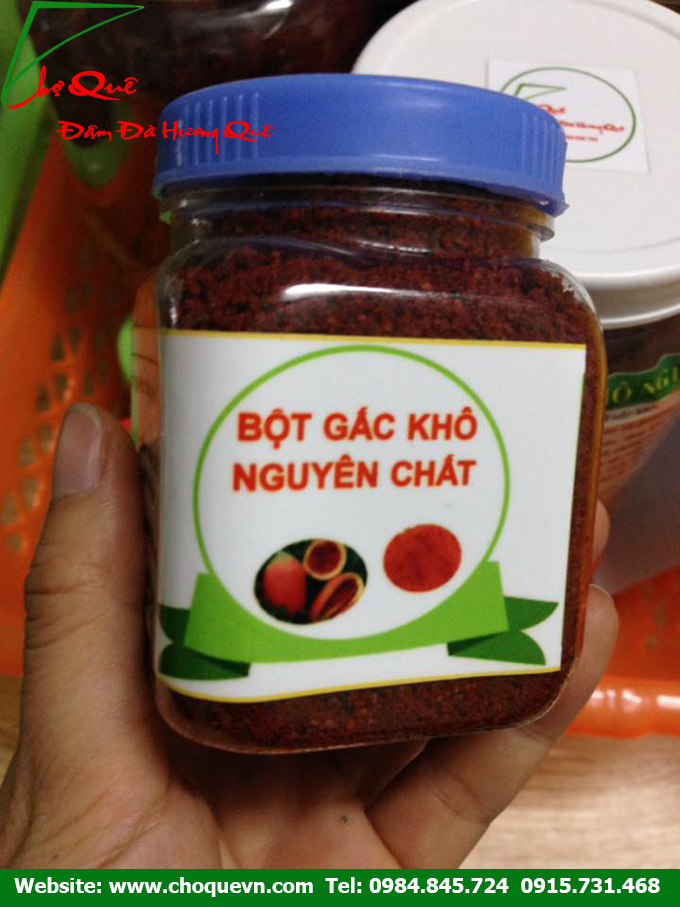 Chợ Quê
Đậm Đà Hương Quê
BỘT GẤC KHÔ
NGUYÊN CHẤT
Website: www.choquevn.com Tel: 0984.845.724 0915.731.468